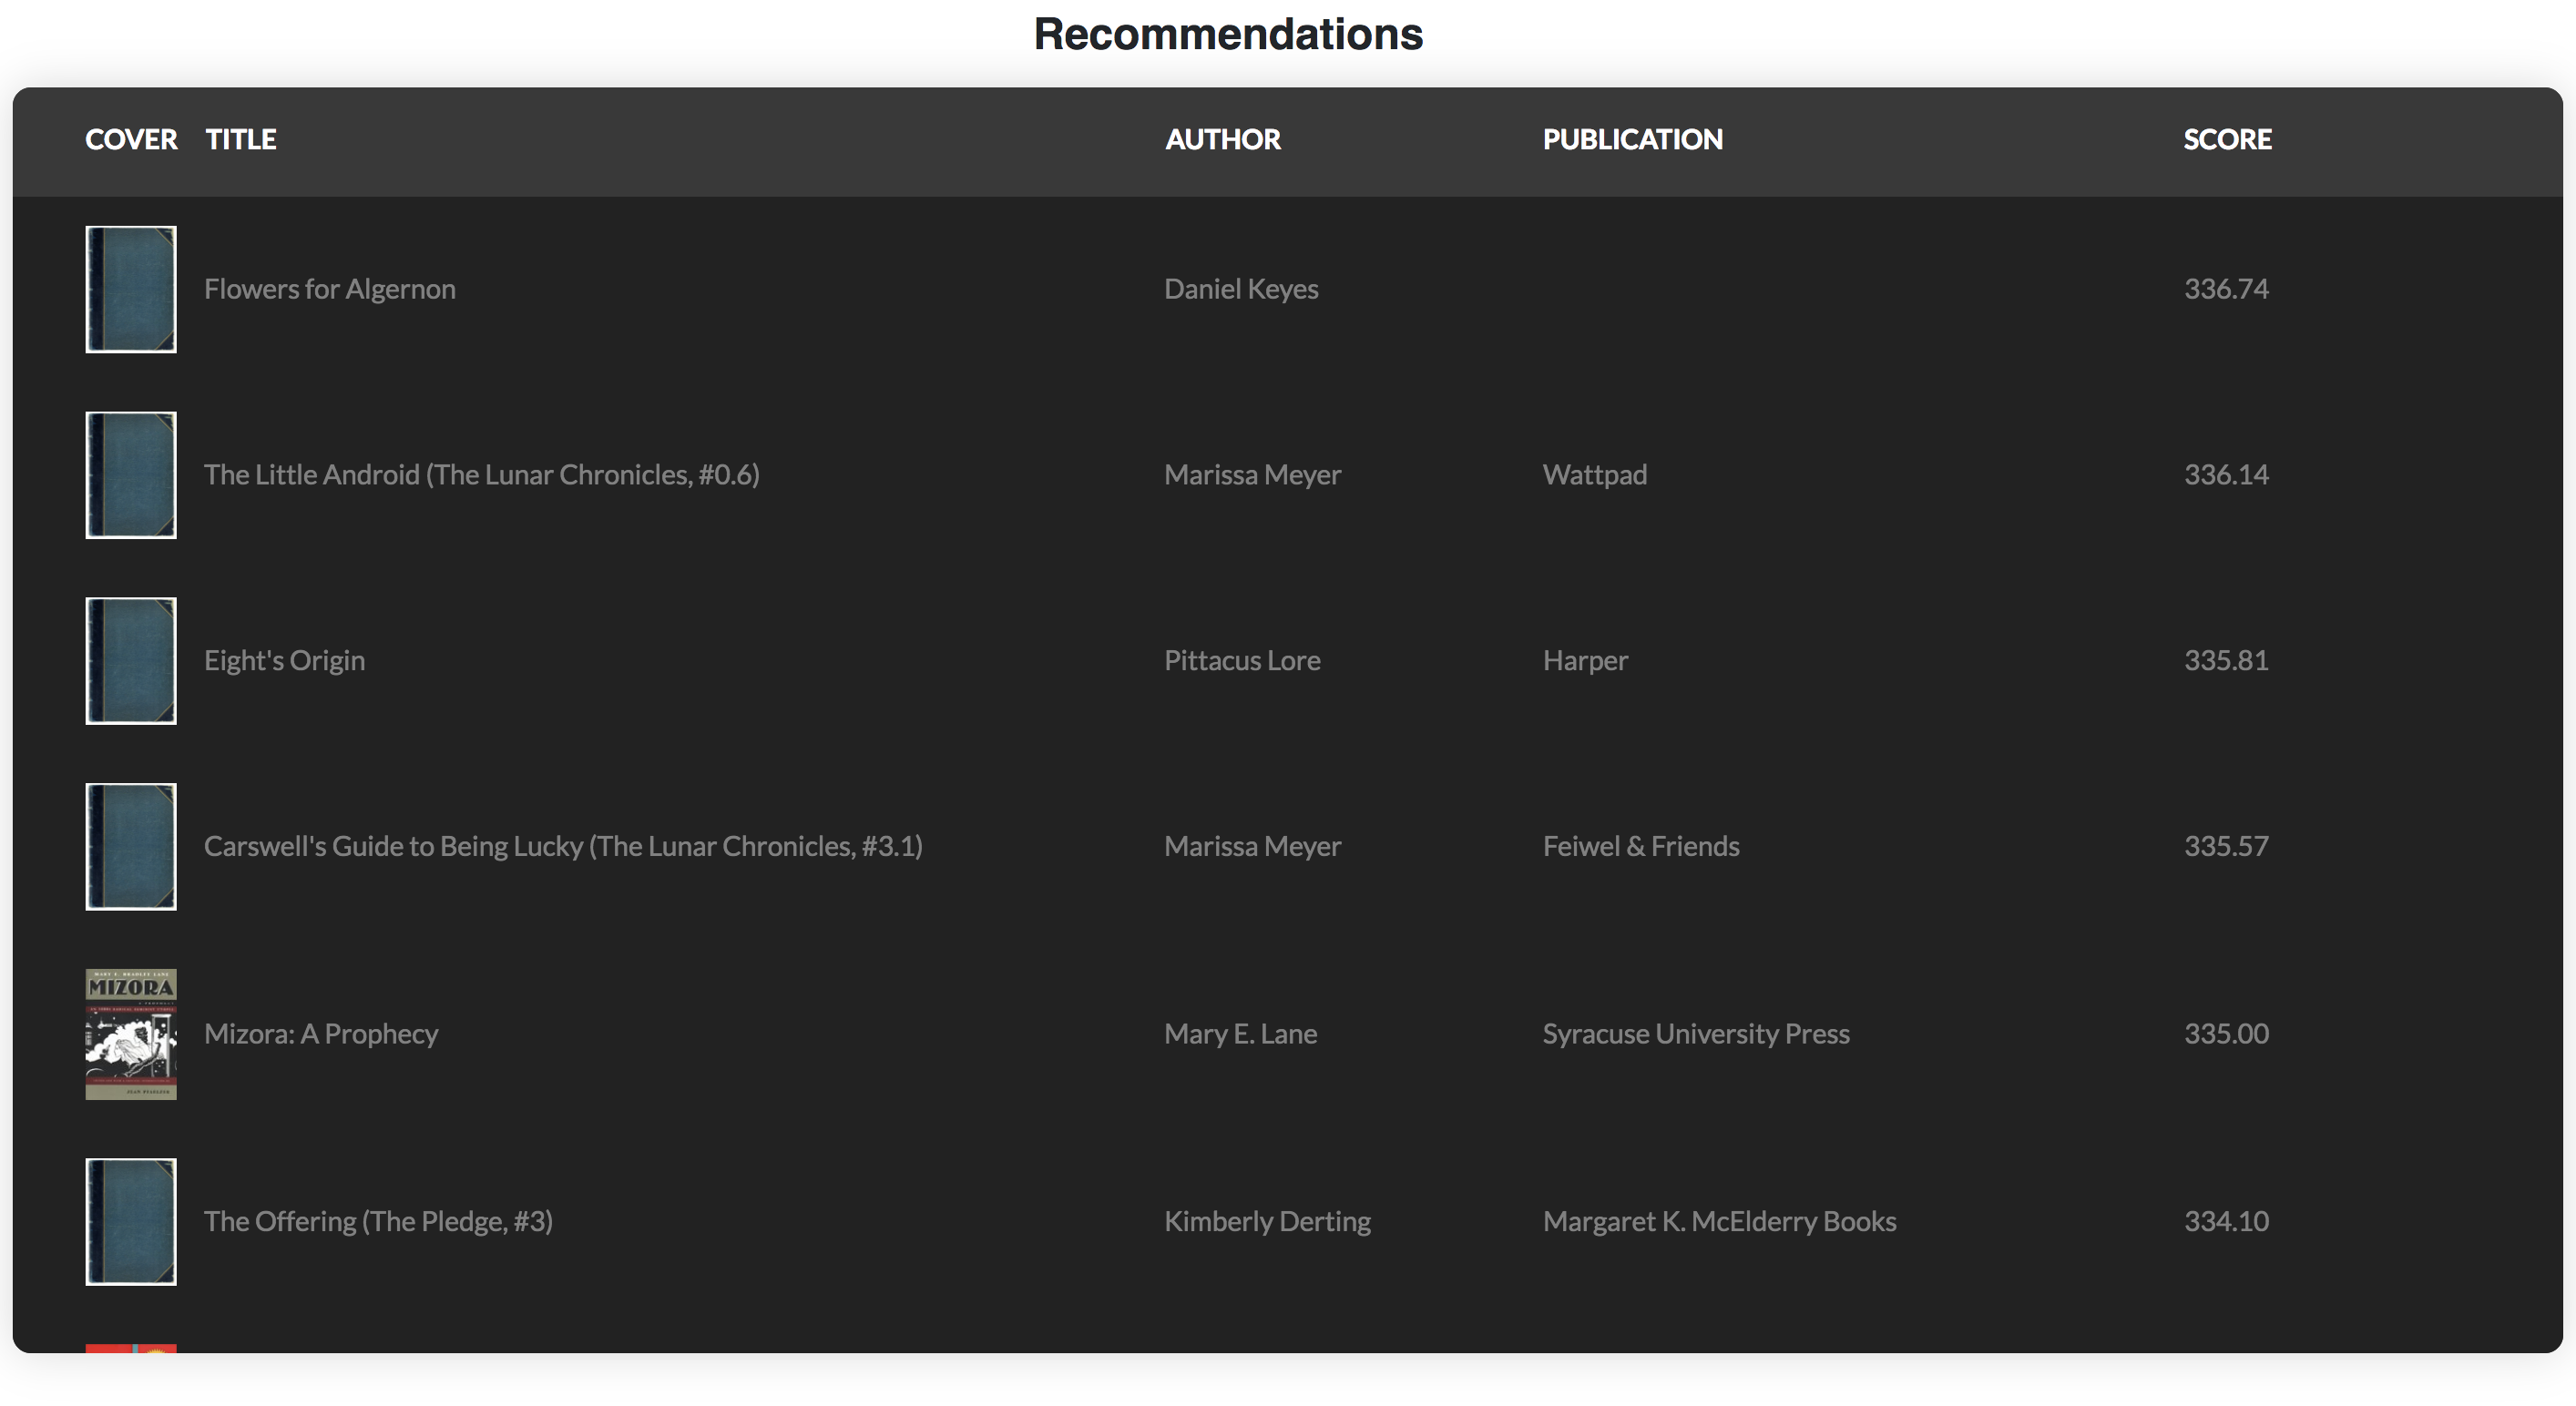 Recommendations
COVER TITLE AUTHOR PUBLICATION SCORE
Flowers for Algernon Daniel Keyes 336.74
The Little Android (The Lunar Chronicles, #0.6) Marissa Meyer Wattpad 336.14
Eight's Origin Pittacus Lore Harper 335.81
Carswell's Guide to Being Lucky (The Lunar Chronicles, #3.1) Marissa Meyer Feiwel & Friends 335.57
MARY E. BRADLEY LANE
MIZORA
Mizora: A Prophecy Mary E. Lane Syracuse University Press 335.00
The Offering (The Pledge, #3) Kimberly Derting Margaret K. McElderry Books 334.10